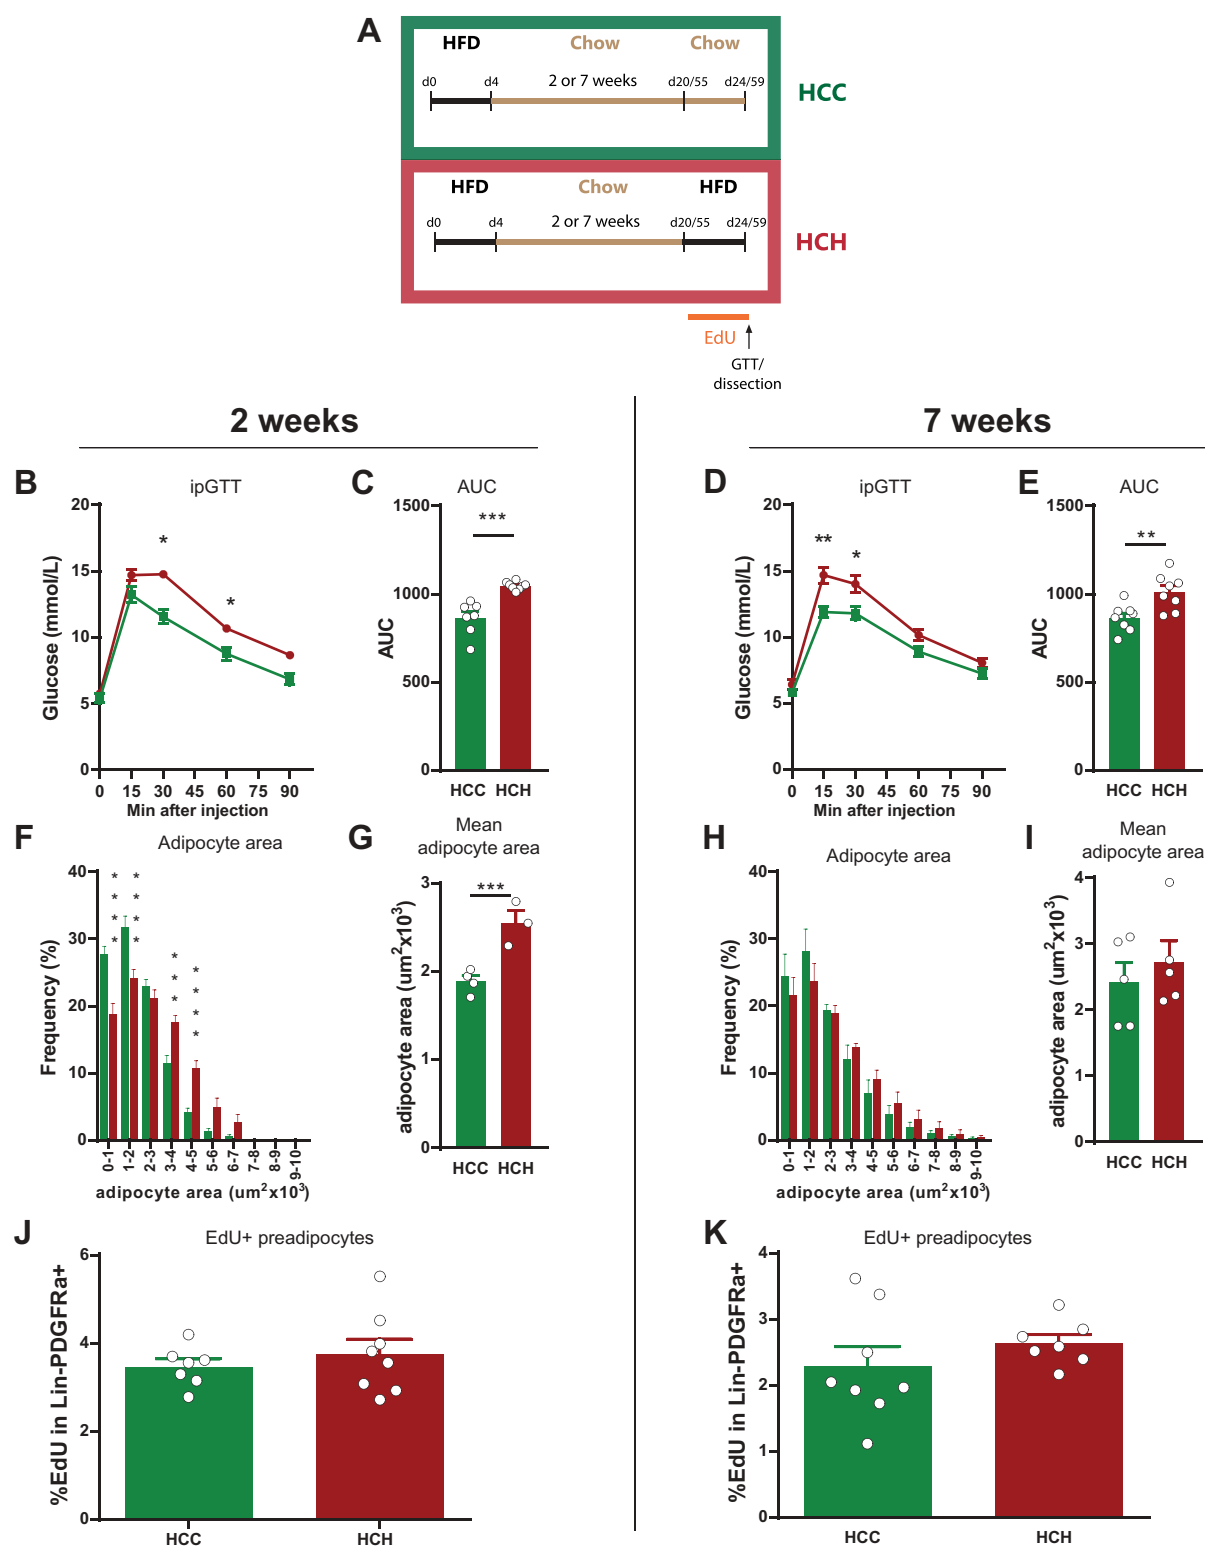 A
HFD Chow Chow
d0 d4 2 or 7 weeks d20/55 d24/59
HCC
HFD Chow HFD
d0 d4 2 or 7 weeks d20/55 d24/59
HCH
EdU
GTT/
dissection
2 weeks
7 weeks
B
ipGTT
20
15
10
5
0
Glucose (mmol/L)
* *
0 15 30 45 60 75 90
Min after injection
C
AUC
1500
1000
500
0
AUC
***
HCC HCH
D
ipGTT
20
15
10
5
0
Glucose (mmol/L)
** *
0 15 30 45 60 75 90
Min after injection
E
AUC
1500
1000
500
0
AUC
**
HCC HCH
F
Adipocyte area
40
30
20
10
0
Frequency (%)
**** **** *** ****
0-1 1-2 2-3 3-4 4-5 5-6 6-7 7-8 8-9 9-10
adipocyte area (um²x10³)
G
Mean
adipocyte area
3
2
1
0
adipocyte area (um²x10³)
***
HCC HCH
H
Adipocyte area
40
30
20
10
0
Frequency (%)
0-1 1-2 2-3 3-4 4-5 5-6 6-7 7-8 8-9 9-10
adipocyte area (um²x10³)
I
Mean
adipocyte area
4
3
2
1
0
adipocyte area (um²x10³)
HCC HCH
J
EdU+ preadipocytes
6
4
2
0
%EdU in Lin-PDGFRa+
HCC HCH
K
EdU+ preadipocytes
4
3
2
1
0
%EdU in Lin-PDGFRa+
HCC HCH